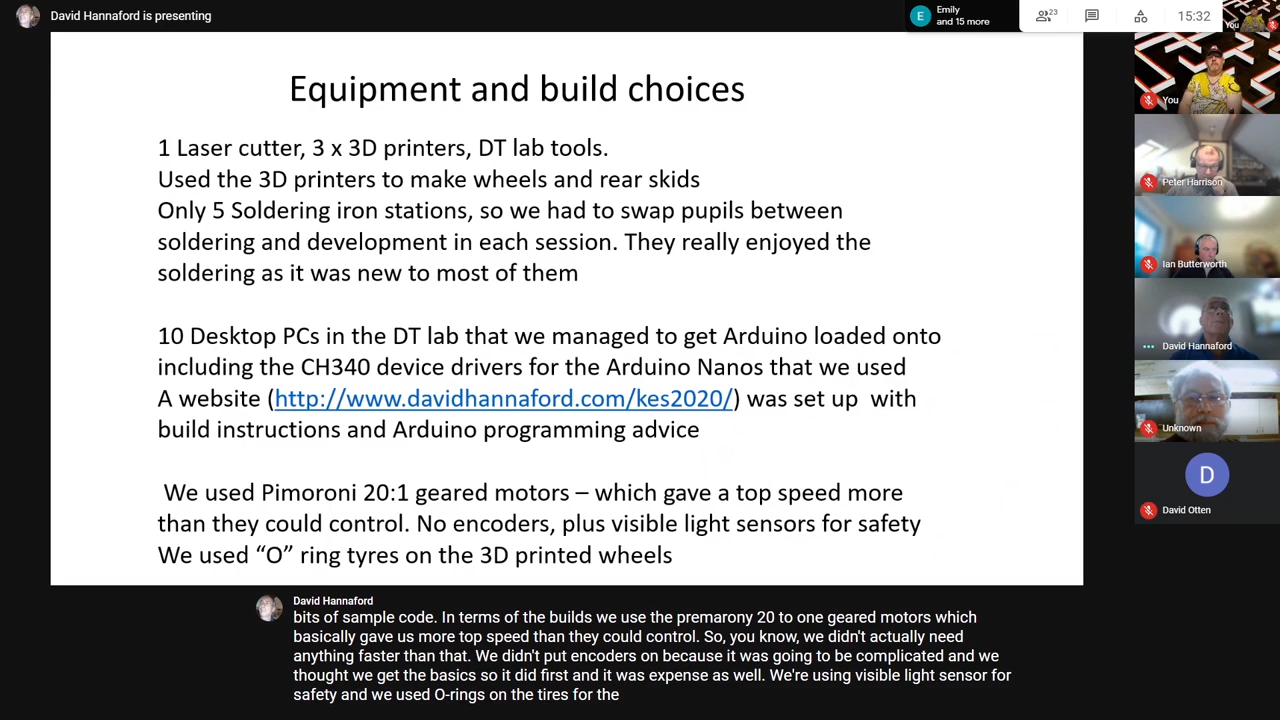 David Hannaford is presenting
E
Emily
and 15 more
23
15:32
You
Equipment and build choices
1 Laser cutter, 3 x 3D printers, DT lab tools.
Used the 3D printers to make wheels and rear skids
Only 5 Soldering iron stations, so we had to swap pupils between
soldering and development in each session. They really enjoyed the
soldering as it was new to most of them
10 Desktop PCs in the DT lab that we managed to get Arduino loaded onto
including the CH340 device drivers for the Arduino Nanos that we used
A website (http://www.davidhannaford.com/kes2020/) was set up  with
build instructions and Arduino programming advice
We used Pimoroni 20:1 geared motors – which gave a top speed more
than they could control. No encoders, plus visible light sensors for safety
We used “O” ring tyres on the 3D printed wheels
You
Peter Harrison
Ian Butterworth
David Hannaford
Unknown
D
David Otten
David Hannaford
bits of sample code. In terms of the builds we use the premarony 20 to one geared motors which
basically gave us more top speed than they could control. So, you know, we didn't actually need
anything faster than that. We didn't put encoders on because it was going to be complicated and we
thought we get the basics so it did first and it was expense as well. We're using visible light sensor for
safety and we used O-rings on the tires for the